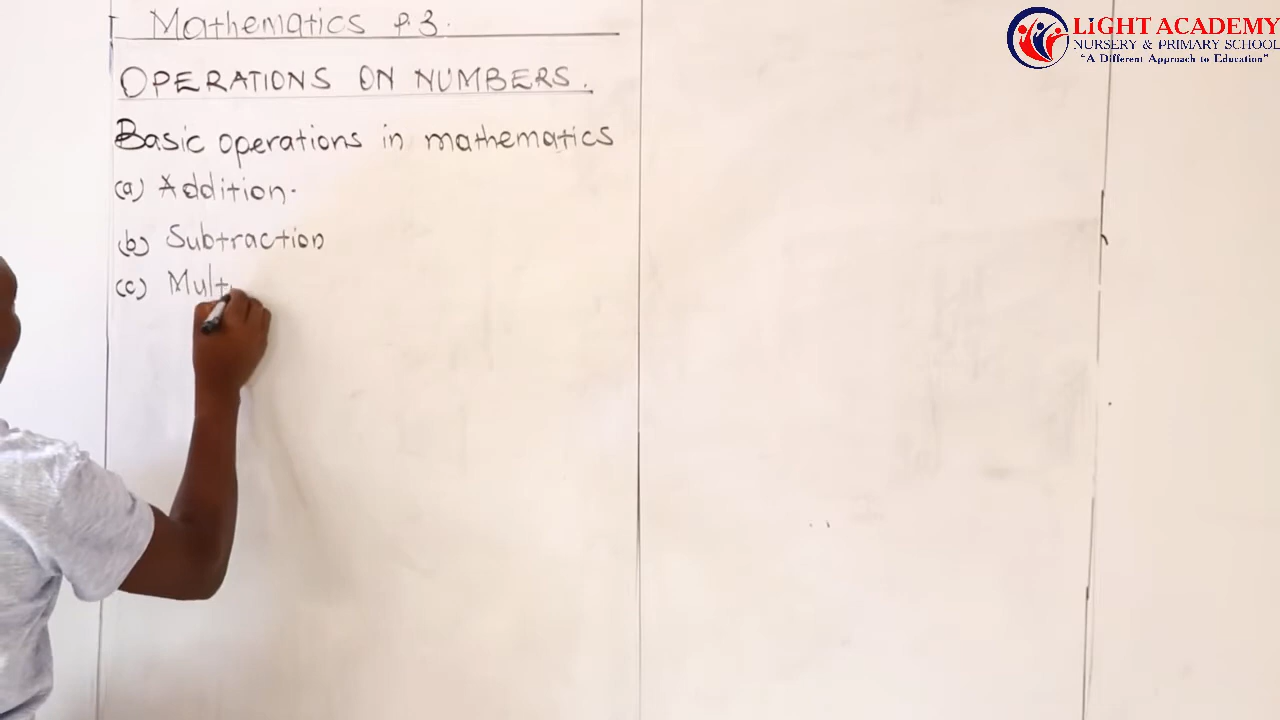 Mathematics p.3.
OPERATIONS ON NUMBERS.
Basic operations in mathematics
(a) Addition.
(b) Subtraction
(c) Mult
LIGHT ACADEMY
NURSERY & PRIMARY SCHOOL
"A Different Approach to Education"